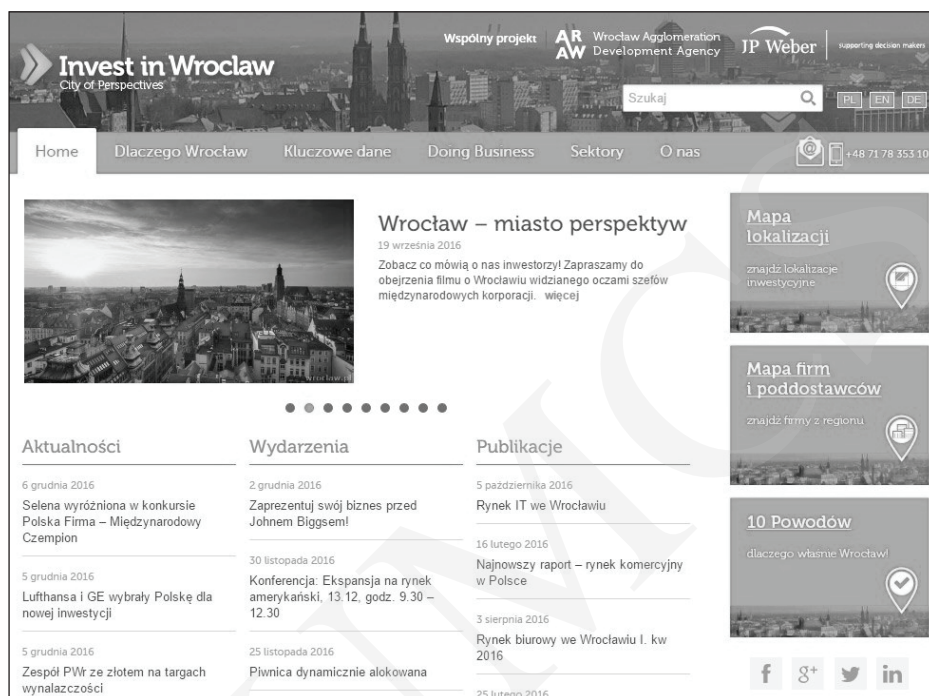 Wspólny projekt
AR
AW
Wrocław Agglomeration
Development Agency
JP Weber
supporting decision makers
Invest in Wroclaw
City of Perspectives
Szukaj
PL EN DE
Home Dlaczego Wrocław Kluczowe dane Doing Business Sektory O nas
+48 71 78 353 10
Wrocław – miasto perspektyw
19 września 2016
Zobacz co mówią o nas inwestorzy! Zapraszamy do
obejrzenia filmu o Wrocławiu widzianego oczami szefów
międzynarodowych korporacji. więcej
wroclaw.pl
Mapa
lokalizacji
znajdź lokalizacje
inwestycyjne
Mapa firm
i poddostawców
znajdź firmy z regionu
10 Powodów
dlaczego własnie Wrocław!
Aktualności
6 grudnia 2016
Selena wyróżniona w konkursie
Polska Firma – Międzynarodowy
Czempion
5 grudnia 2016
Lufthansa i GE wybrały Polskę dla
nowej inwestycji
5 grudnia 2016
Zespół PWr ze złotem na targach
wynalazczości
Wydarzenia
2 grudnia 2016
Zaprezentuj swój biznes przed
Johnem Biggsem!
30 listopada 2016
Konferencja: Ekspansja na rynek
amerykański, 13.12, godz. 9.30 –
12.30
25 listopada 2016
Piwnica dynamicznie alokowana
Publikacje
5 października 2016
Rynek IT we Wrocławiu
16 lutego 2016
Najnowszy raport – rynek komercyjny
w Polsce
3 sierpnia 2016
Rynek biurowy we Wrocławiu I. kw
2016
25 lutego 2016
f g+ in
UMCS